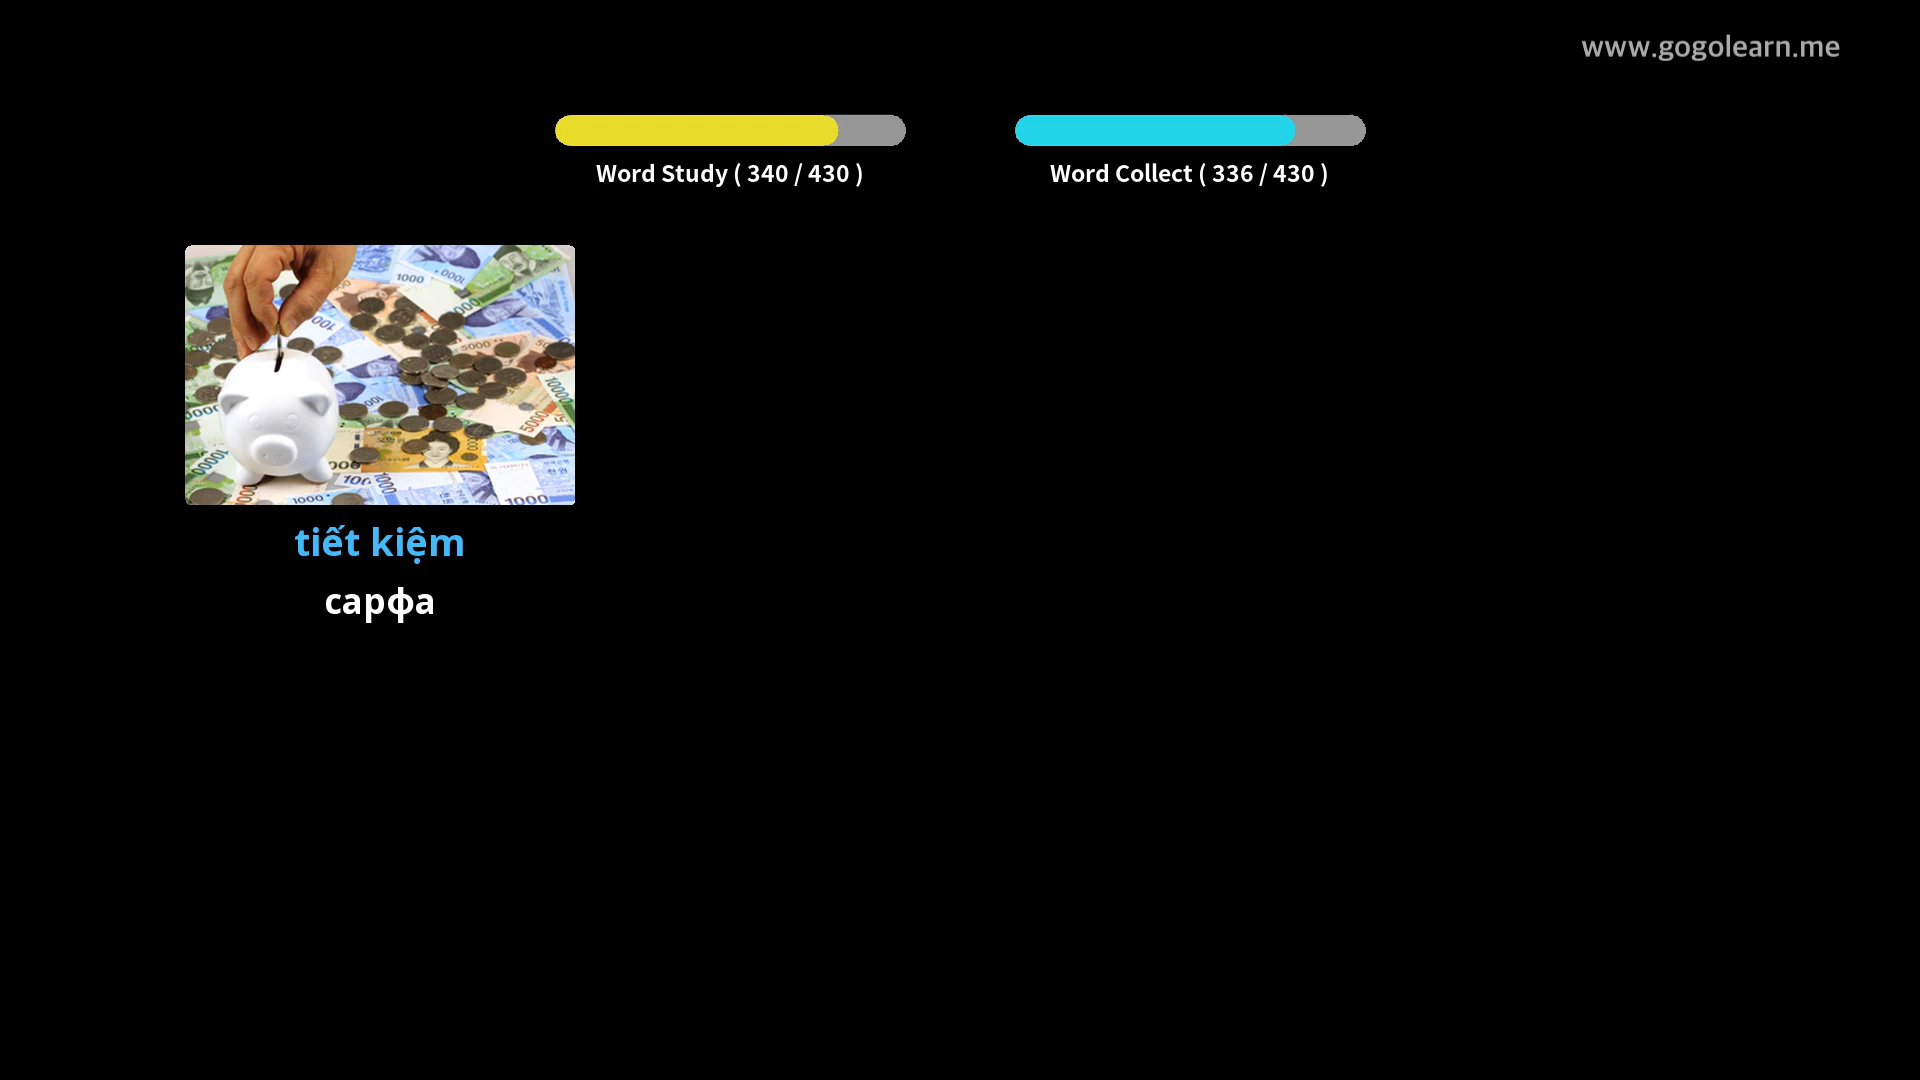 www.gogolearn.me
Word Study ( 340 / 430 )
Word Collect ( 336 / 430 )
tiết kiệm
сарфа